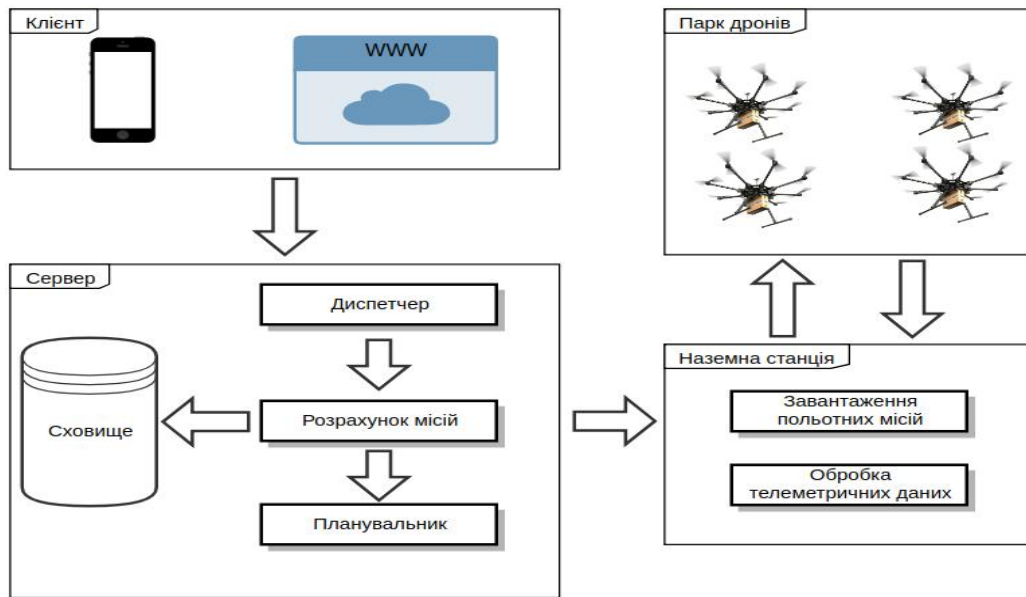 Клієнт
WWW
Парк дронів
Сервер
Диспетчер
Сховище
Розрахунок місій
Планувальник
Наземна станція
Завантаження
польотних місій
Обробка
телеметричних даних